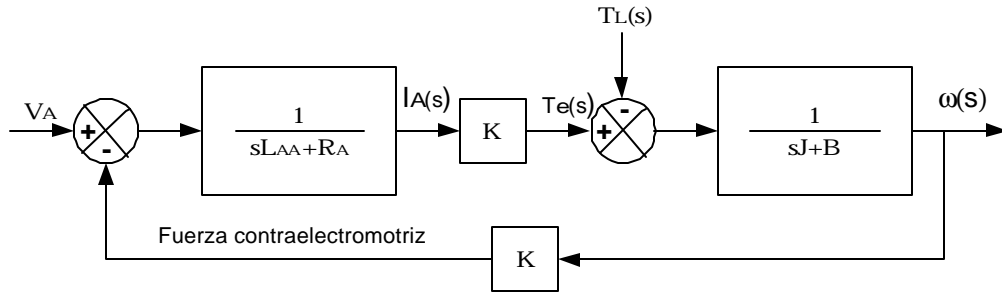 TL(s)
VA
+
-
1
sLAA+RA
IA(s)
K
Te(s)
+
-
1
sJ+B
ω(s)
Fuerza contraelectromotriz
K